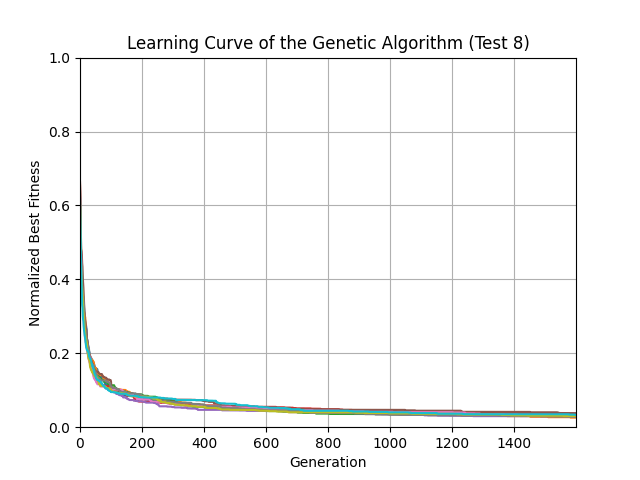 Learning Curve of the Genetic Algorithm (Test 8)
1.0
0.8
0.6
0.4
0.2
0.0
Normalized Best Fitness
0 200 400 600 800 1000 1200 1400
Generation